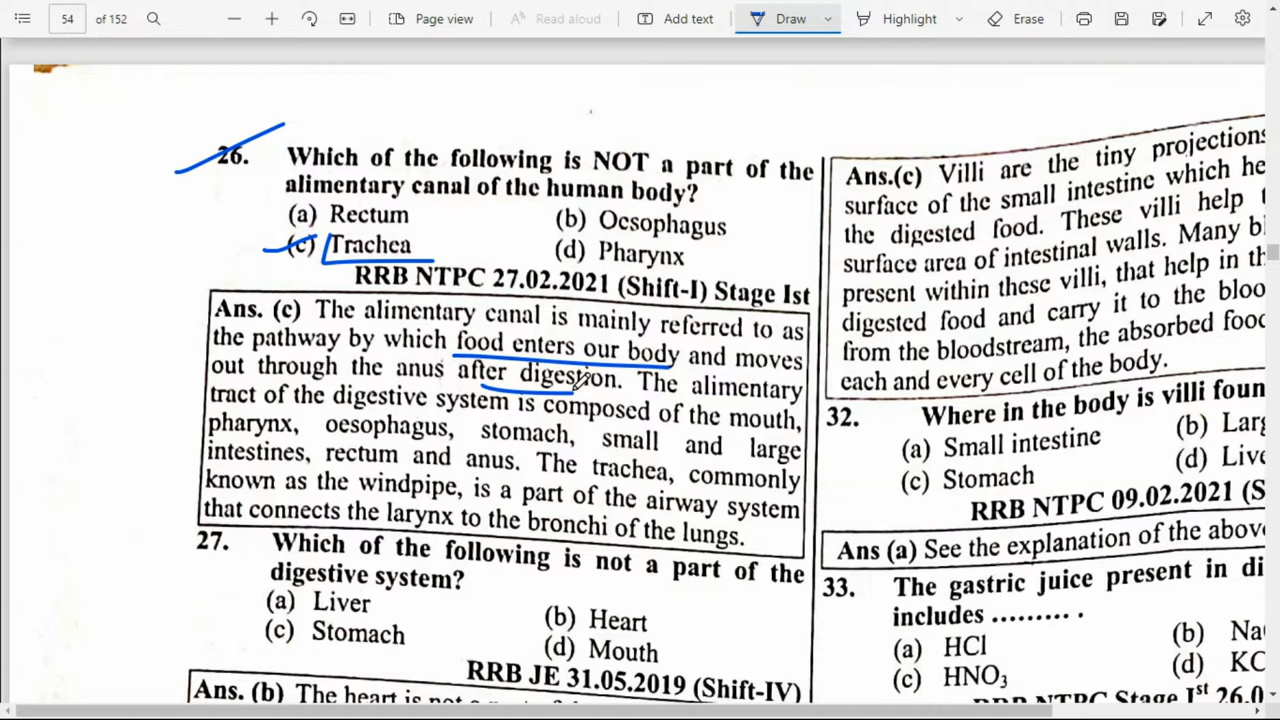 54
of 152
Page view
Read aloud
Add text
Draw
Highlight
Erase
26. Which of the following is NOT a part of the
alimentary canal of the human body?
(a) Rectum (b) Oesophagus
(c) Trachea (d) Pharynx
RRB NTPC 27.02.2021 (Shift-I) Stage Ist
Ans. (c) The alimentary canal is mainly referred to as
the pathway by which food enters our body and moves
out through the anus after digestion. The alimentary
tract of the digestive system is composed of the mouth,
pharynx, oesophagus, stomach, small and large
intestines, rectum and anus. The trachea, commonly
known as the windpipe, is a part of the airway system
that connects the larynx to the bronchi of the lungs.
27. Which of the following is not a part of the
digestive system?
(a) Liver (b) Heart
(c) Stomach (d) Mouth
RRB JE 31.05.2019 (Shift-IV)
Ans. (b) The heart is not
Ans.(c) Villi are the tiny projections
surface of the small intestine which he
the digested food. These villi help
surface area of intestinal walls. Many bl
present within these villi, that help in th
digested food and carry it to the bloo
from the bloodstream, the absorbed food
each and every cell of the body.
32. Where in the body is villi foun
(a) Small intestine (b) Larg
(c) Stomach (d) Live
RRB NTPC 09.02.2021 (S
Ans (a) See the explanation of the above
33. The gastric juice present in di
includes ......... .
(a) HCl (b) Na
(c) HNO₃ (d) KC
RRB NTPC Stage Iˢᵗ 26.0